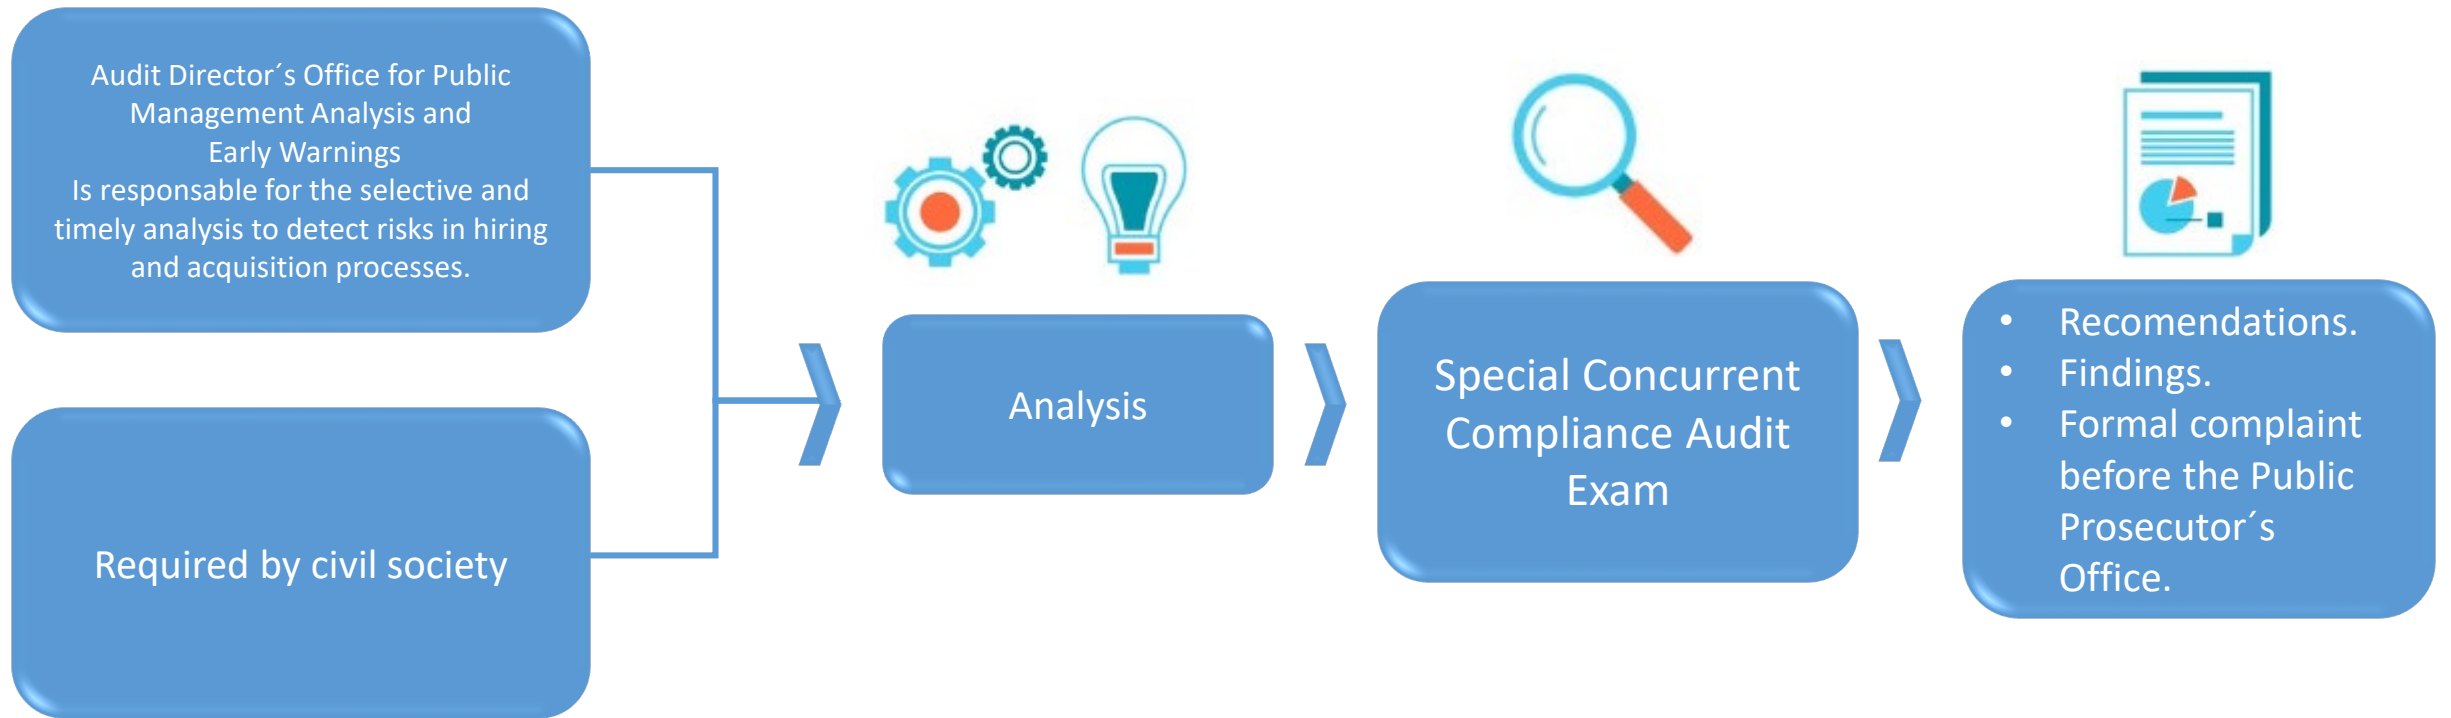 Audit Director´s Office for Public
Management Analysis and
Early Warnings
Is responsable for the selective and
timely analysis to detect risks in hiring
and acquisition processes.
Required by civil society
Analysis
Special Concurrent
Compliance Audit
Exam
• Recomendations.
• Findings.
• Formal complaint
before the Public
Prosecutor´s
Office.